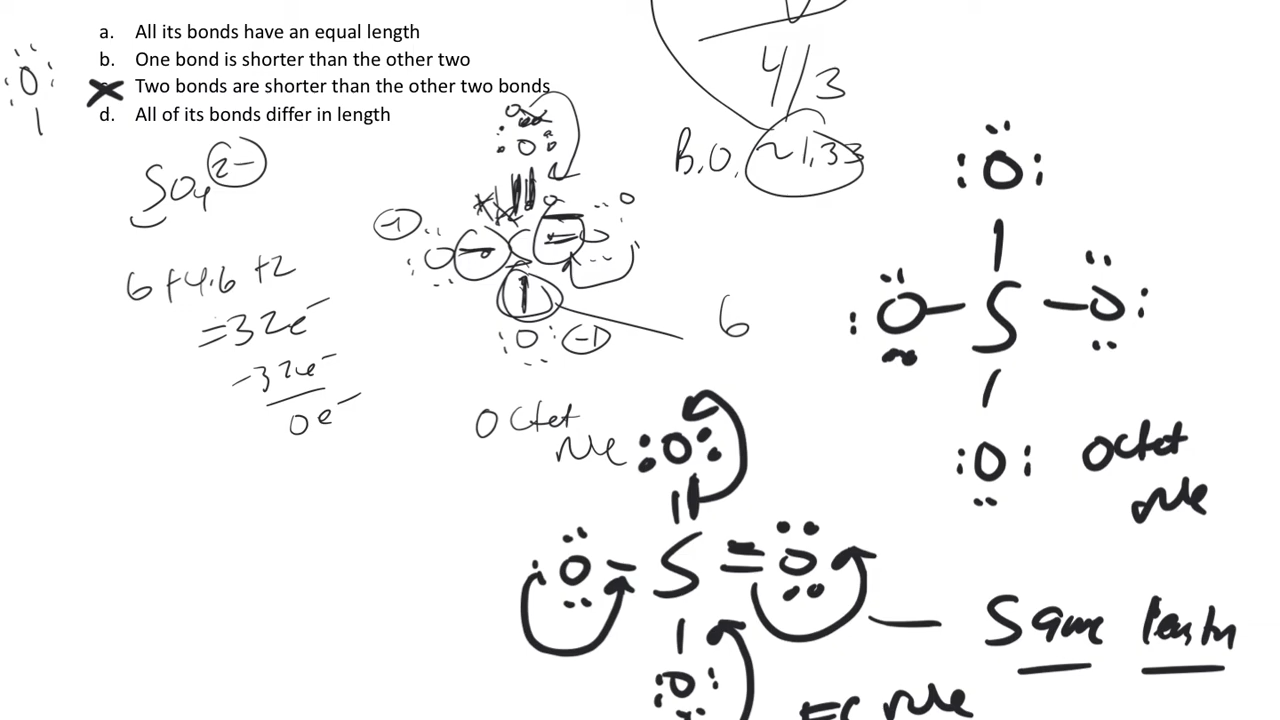 a. All its bonds have an equal length
b. One bond is shorter than the other two
Two bonds are shorter than the other two bonds
d. All of its bonds differ in length
4/3
B.O. ~1,33
SO4 2-
6+4·6+2
=32e-
-32e-
0e-
:O:
O
-1
O
O
O
-1
6
Octet rule
:O:
:O - S - O:
:O:
Octet
rule
:O:
:O - S = O
:O:
Same length
FC rule